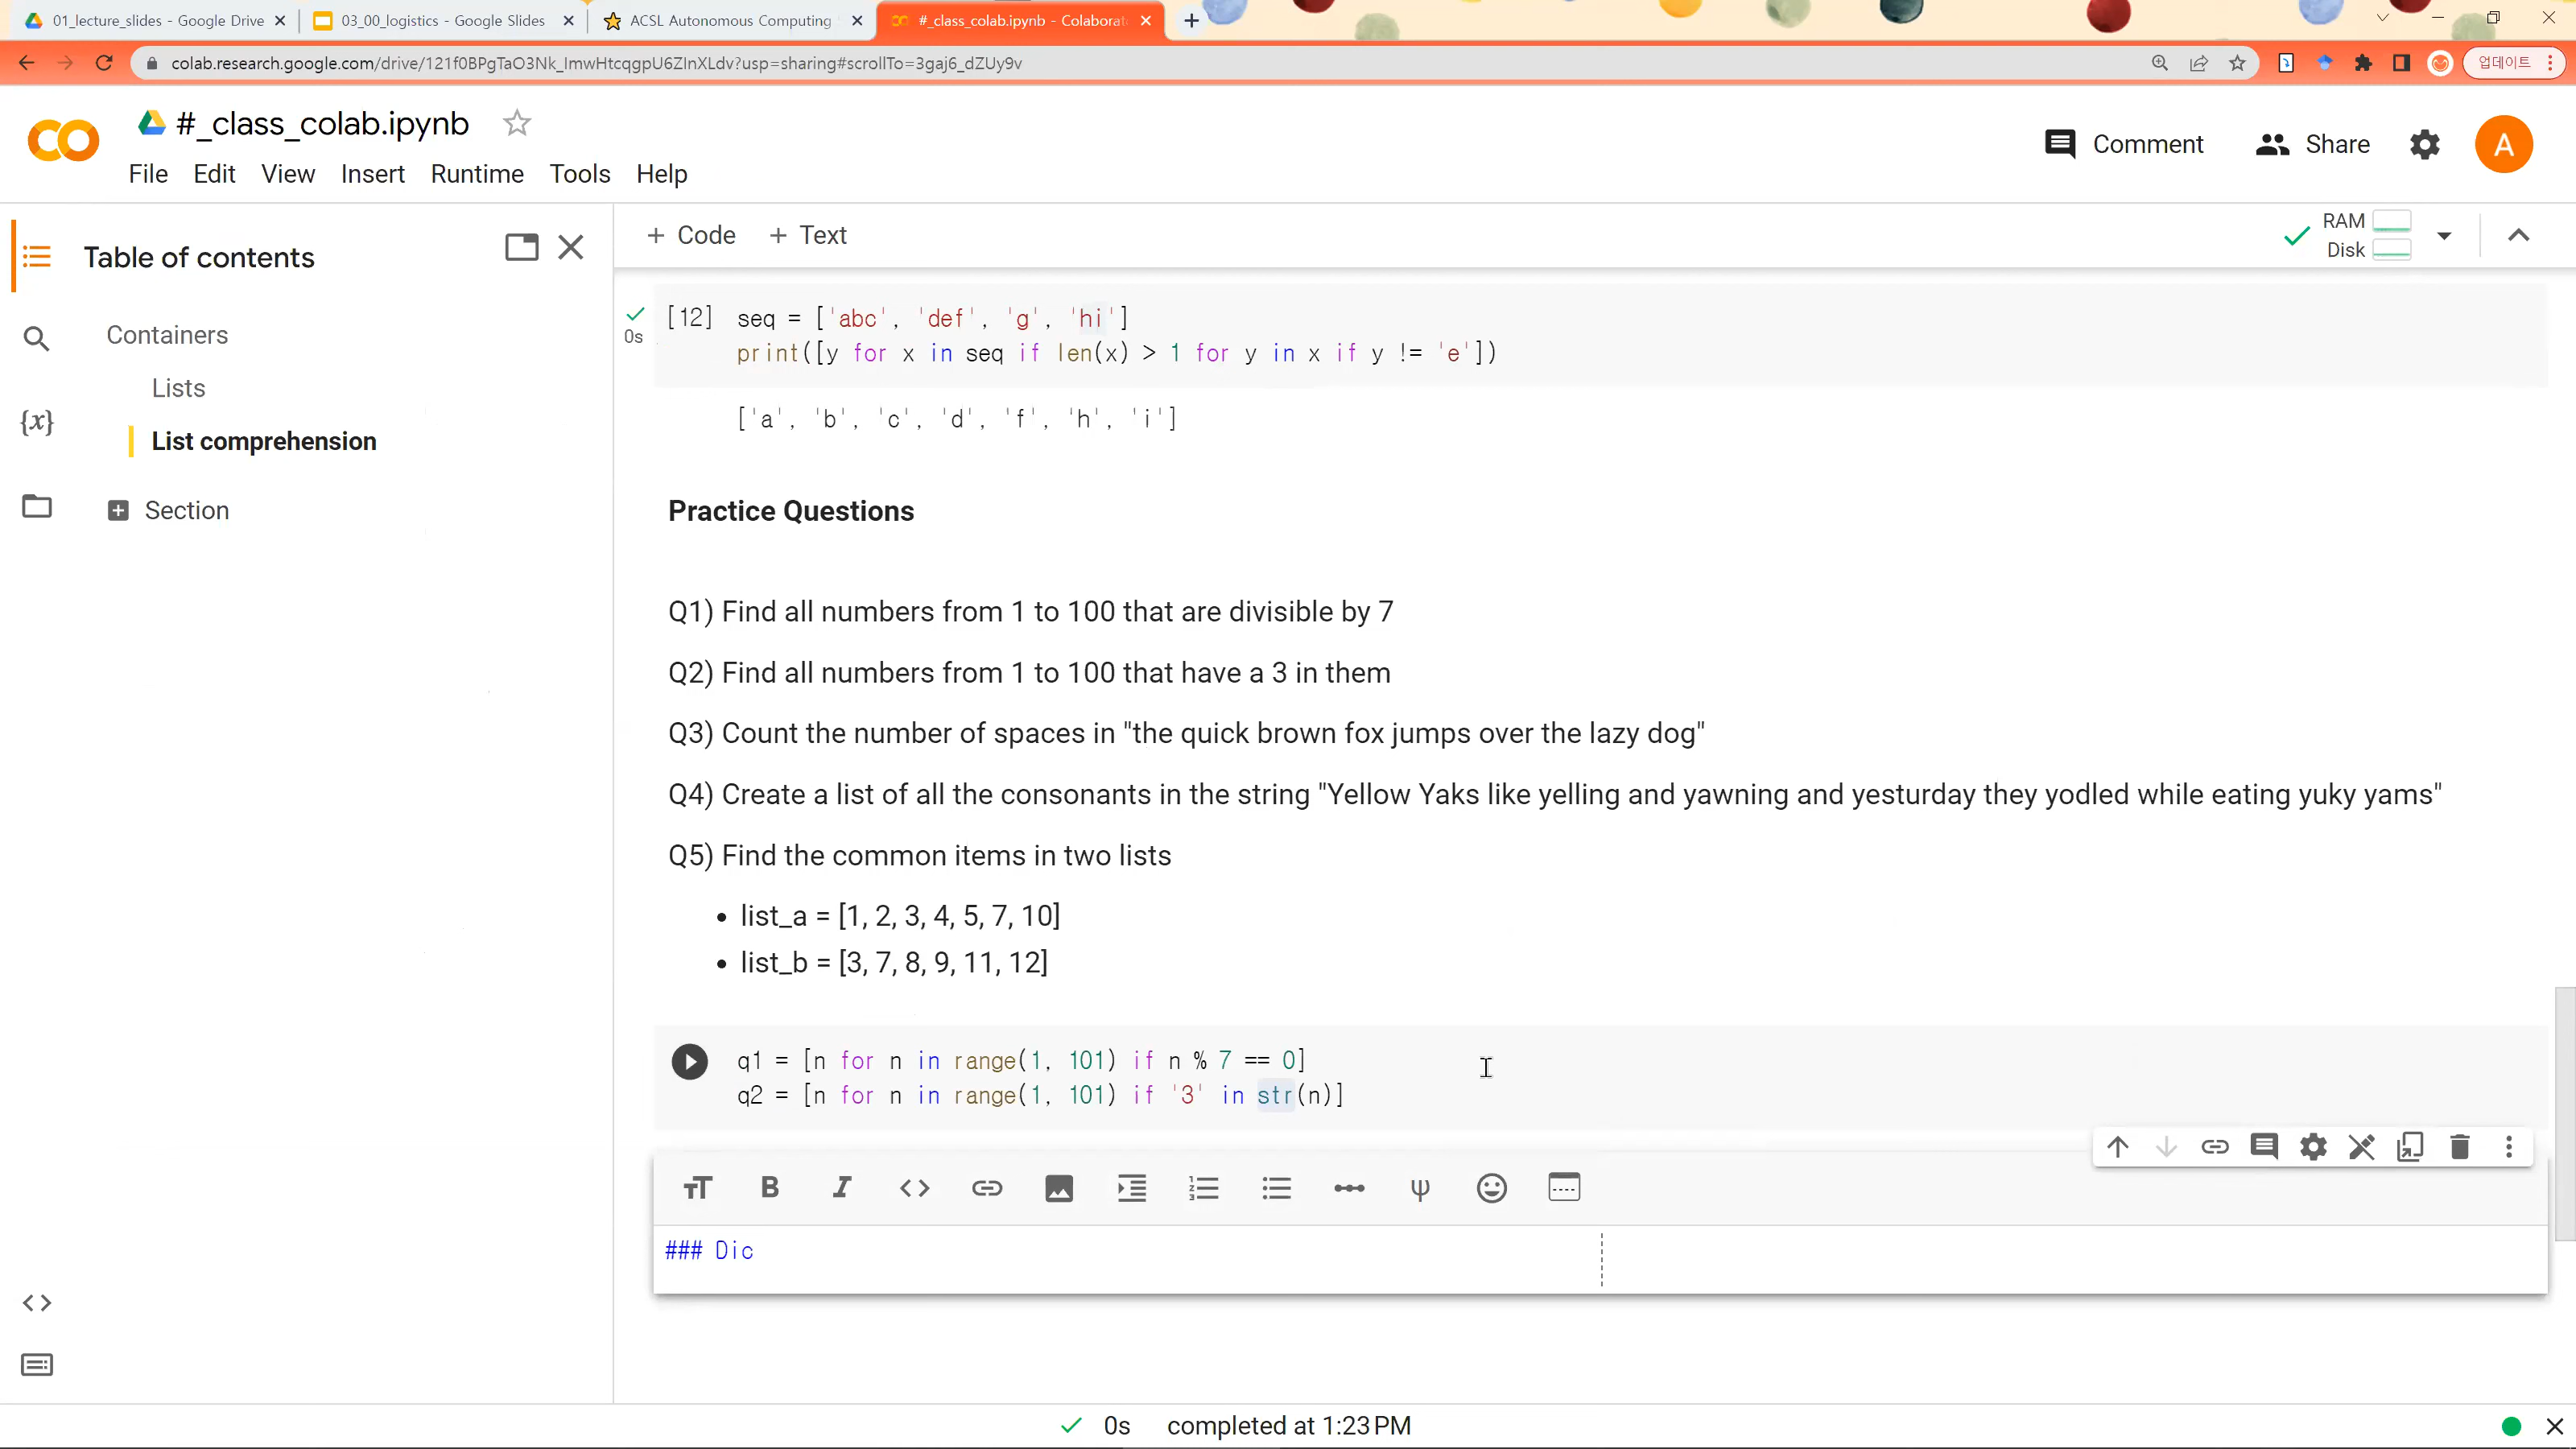 01_lecture_slides - Google Drive
03_00_logistics - Google Slides
ACSL Autonomous Computing
#_class_colab.ipynb - Colaborat
colab.research.google.com/drive/121f0BPgTaO3Nk_ImwHtcqgpU6ZInXLdv?usp=sharing#scrollTo=3gaj6_dZUy9v
업데이트
#_class_colab.ipynb
Comment
Share
A
File Edit View Insert Runtime Tools Help
Table of contents
+ Code + Text
RAM
Disk
Containers
Lists
List comprehension
Section
{x}
[12] seq = ['abc', 'def', 'g', 'hi']
0s
print([y for x in seq if len(x) > 1 for y in x if y != 'e'])
['a', 'b', 'c', 'd', 'f', 'h', 'i']
Practice Questions
Q1) Find all numbers from 1 to 100 that are divisible by 7
Q2) Find all numbers from 1 to 100 that have a 3 in them
Q3) Count the number of spaces in "the quick brown fox jumps over the lazy dog"
Q4) Create a list of all the consonants in the string "Yellow Yaks like yelling and yawning and yesturday they yodled while eating yuky yams"
Q5) Find the common items in two lists
• list_a = [1, 2, 3, 4, 5, 7, 10]
• list_b = [3, 7, 8, 9, 11, 12]
q1 = [n for n in range(1, 101) if n % 7 == 0]
q2 = [n for n in range(1, 101) if '3' in str(n)]
### Dic
0s completed at 1:23 PM